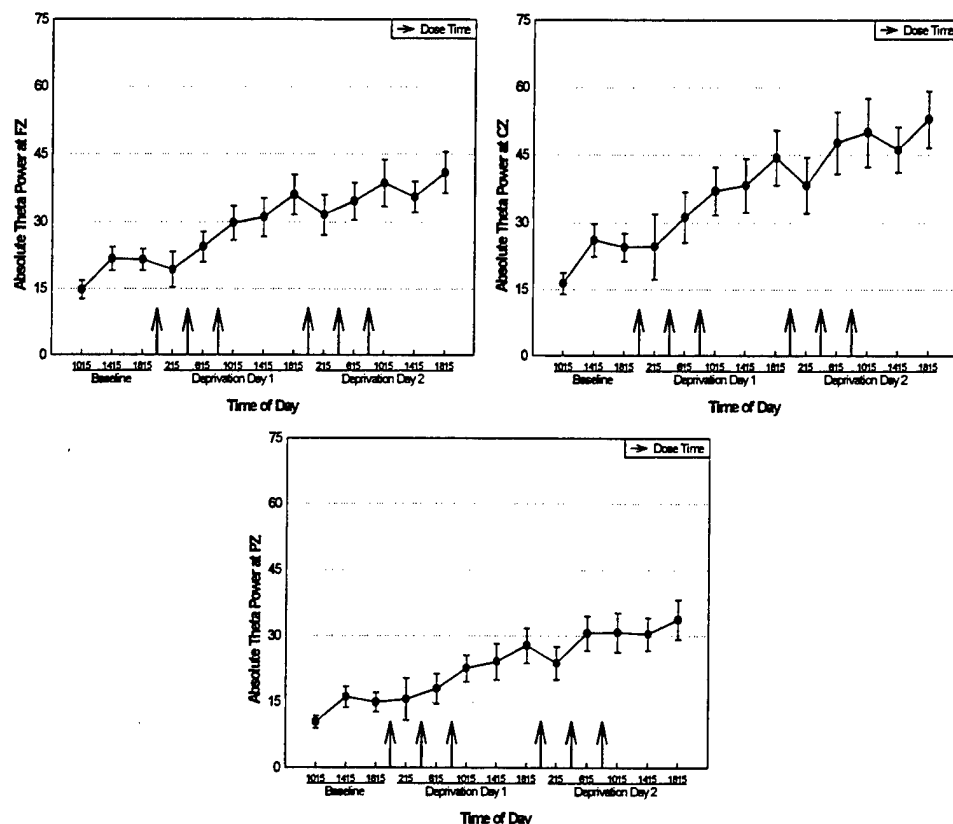 75
60
45
30
15
0
Absolute Theta Power at FZ
→ Dose Time
1015 1415 1815 215 615 1015 1415 1815 215 615 1015 1415 1815
Baseline Deprivation Day 1 Deprivation Day 2
Time of Day
75
60
45
30
15
0
Absolute Theta Power at CZ
→ Dose Time
1015 1415 1815 215 615 1015 1415 1815 215 615 1015 1415 1815
Baseline Deprivation Day 1 Deprivation Day 2
Time of Day
75
60
45
30
15
0
Absolute Theta Power at PZ
→ Dose Time
1015 1415 1815 215 615 1015 1415 1815 215 615 1015 1415 1815
Baseline Deprivation Day 1 Deprivation Day 2
Time of Day